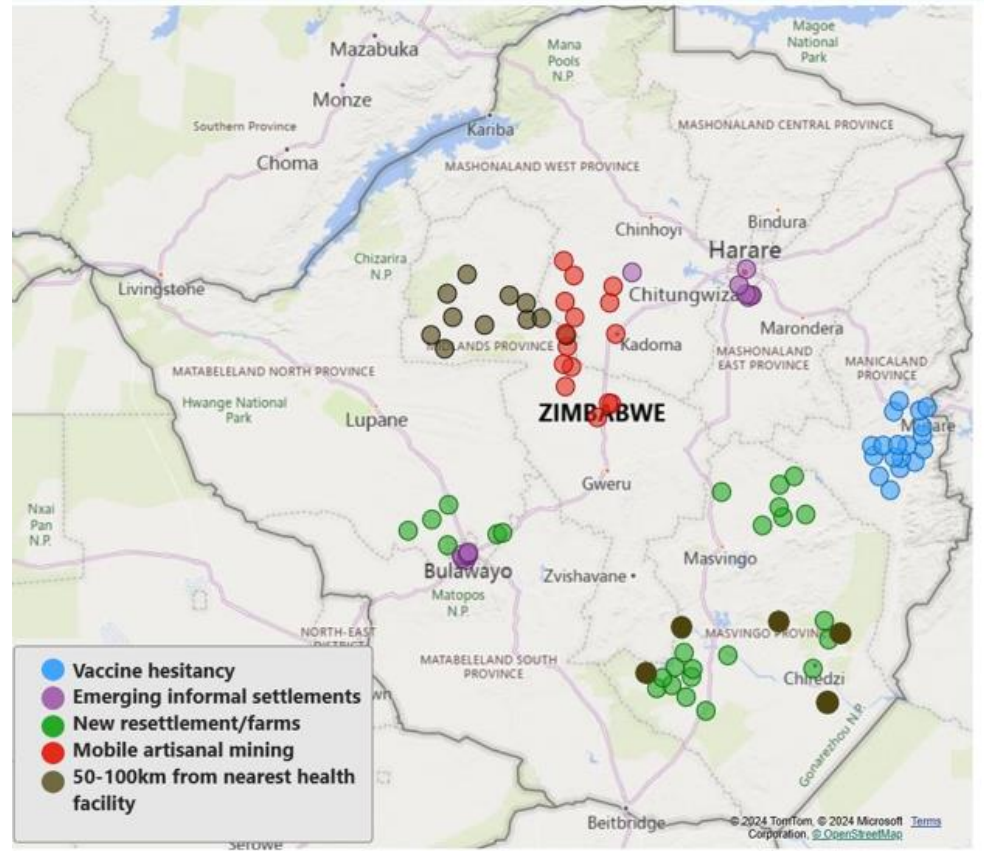 Mazabuka
Magoe
National
Park
Mana
Pools
N.P.
Monze
Southern Province
Kariba
MASHONALAND CENTRAL PROVINCE
Choma
MASHONALAND WEST PROVINCE
Chinhoyi
Bindura
Harare
Chizarira
N.P.
Livingstone
Chitungwiza
Marondera
LANDS PROVINCE
Kadoma
MASHONALAND
EAST PROVINCE
MANICALAND
PROVINCE
MATABELELAND NORTH PROVINCE
Hwange National
Park
Lupane
ZIMBABWE
Gweru
Nxai
Pan
N.P.
Masvingo
Bulawayo
Zvishavane
Matopos
N.P.
NORTH-EAST
MASVINGO PROVINC
MATABELELAND SOUTH
PROVINCE
Chiredzi
Gonarezhou N.P.
Vaccine hesitancy
Emerging informal settlements
New resettlement/farms
Mobile artisanal mining
50-100km from nearest health
facility
wn
Beitbridge
© 2024 TomTom, © 2024 Microsoft Terms
Corporation, © OpenStreetMap